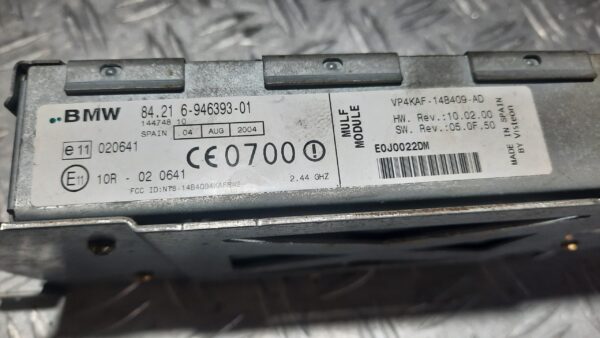 BMW 84.21 6-946393-01
144748 10
SPAIN 04 AUG 2004
e11 020641
CE0700
E11 10R - 02 0641
2.44 GHZ
MULF
MODULE
VP4KAF-14B409-AD
HW. Rev.: 10.02.00
SW. Rev.: 05.0F.50
E0J0022DM
MADE IN SPAIN
by Visteon
FCC ID: